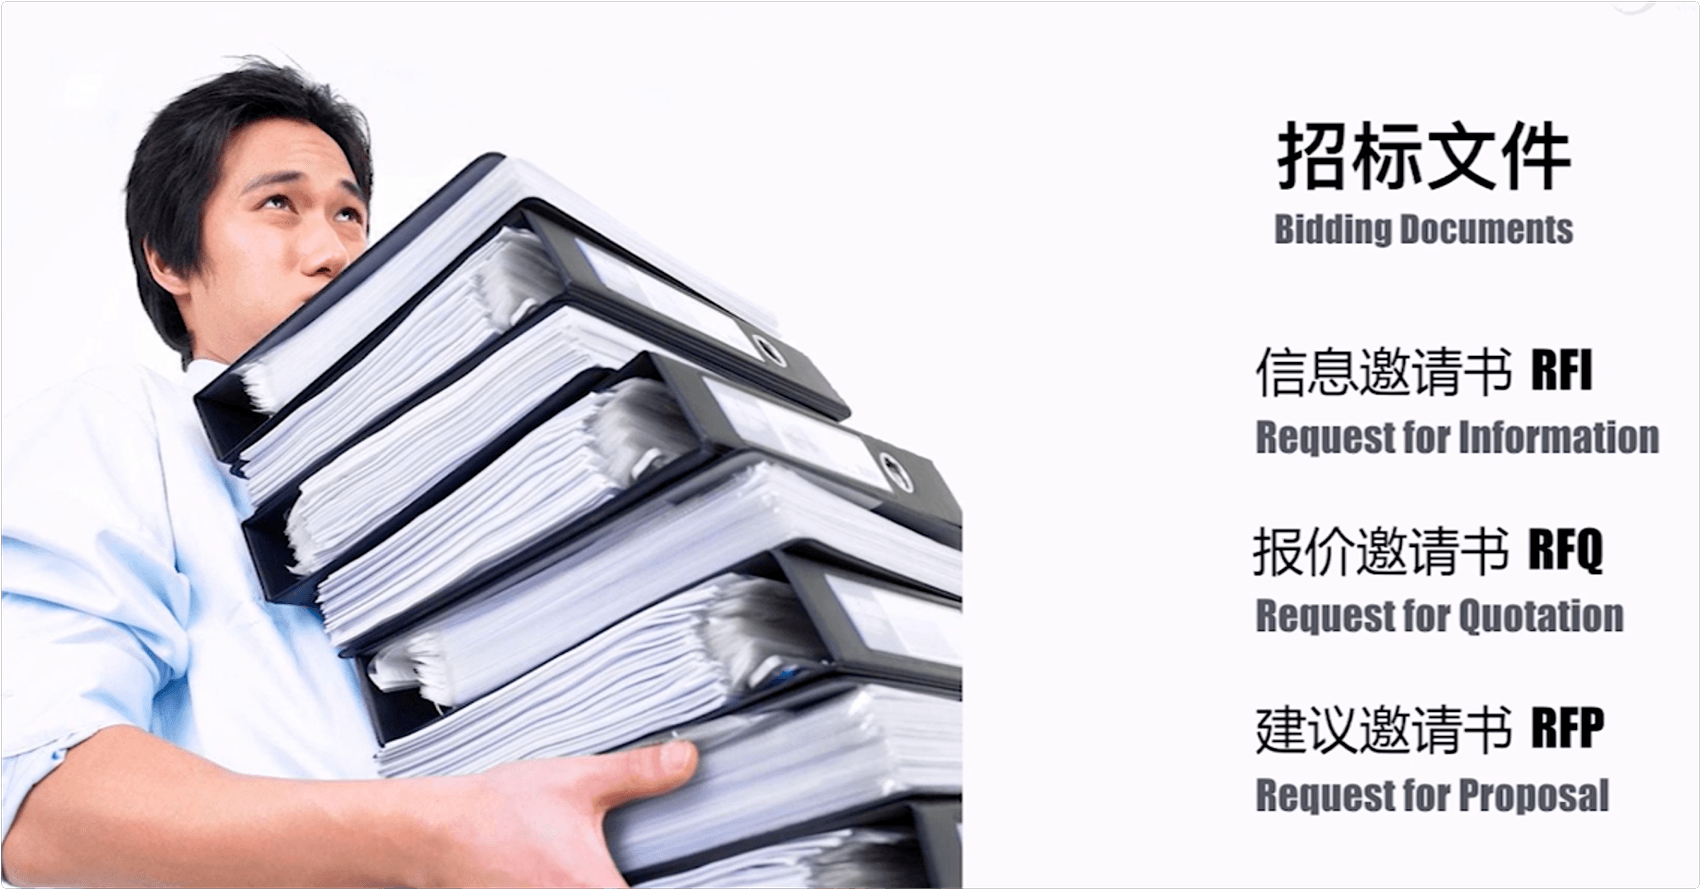 招标文件
Bidding Documents
信息邀请书 RFI
Request for Information
报价邀请书 RFQ
Request for Quotation
建议邀请书 RFP
Request for Proposal